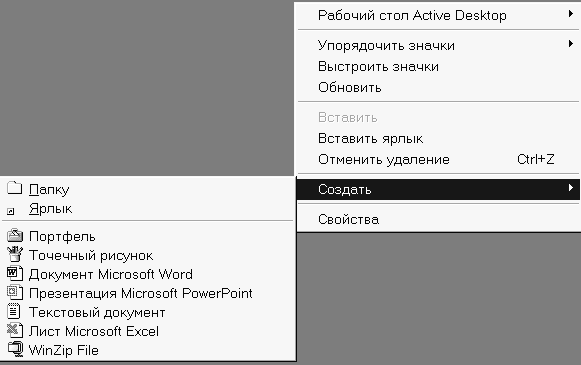 Рабочий стол Active Desktop
Упорядочить значки
Выстроить значки
Обновить
Вставить
Вставить ярлык
Отменить удаление Ctrl+Z
Создать
Свойства
Папку
Ярлык
Портфель
Точечный рисунок
Документ Microsoft Word
Презентация Microsoft PowerPoint
Текстовый документ
Лист Microsoft Excel
WinZip File